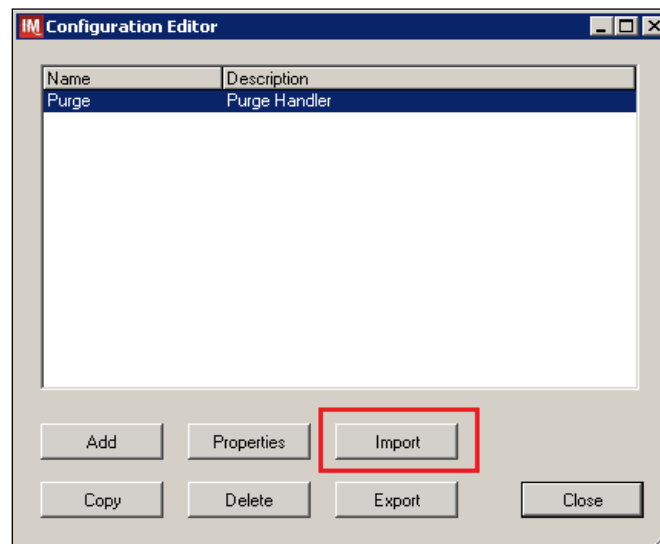 IM Configuration Editor
Name Description
Purge Purge Handler
Add Properties Import
Copy Delete Export Close